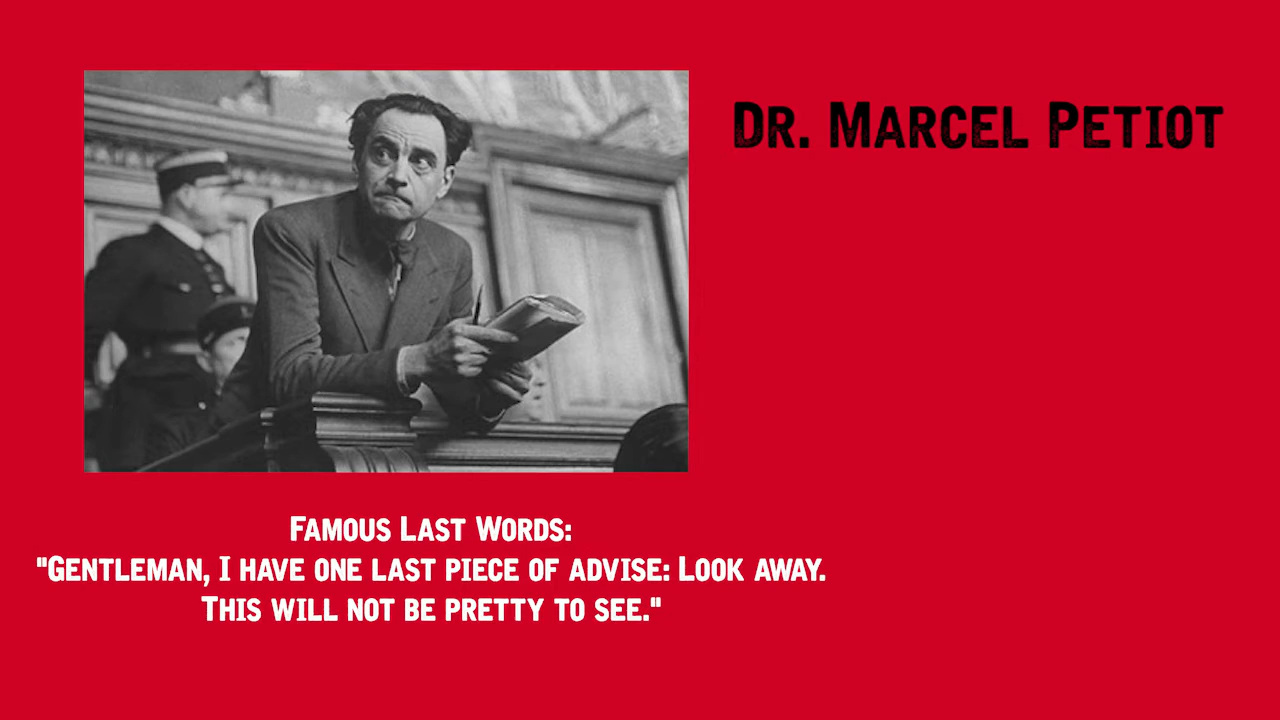 Dr. Marcel Petiot
Famous Last Words:
"Gentleman, I have one last piece of advise: Look away.
This will not be pretty to see."